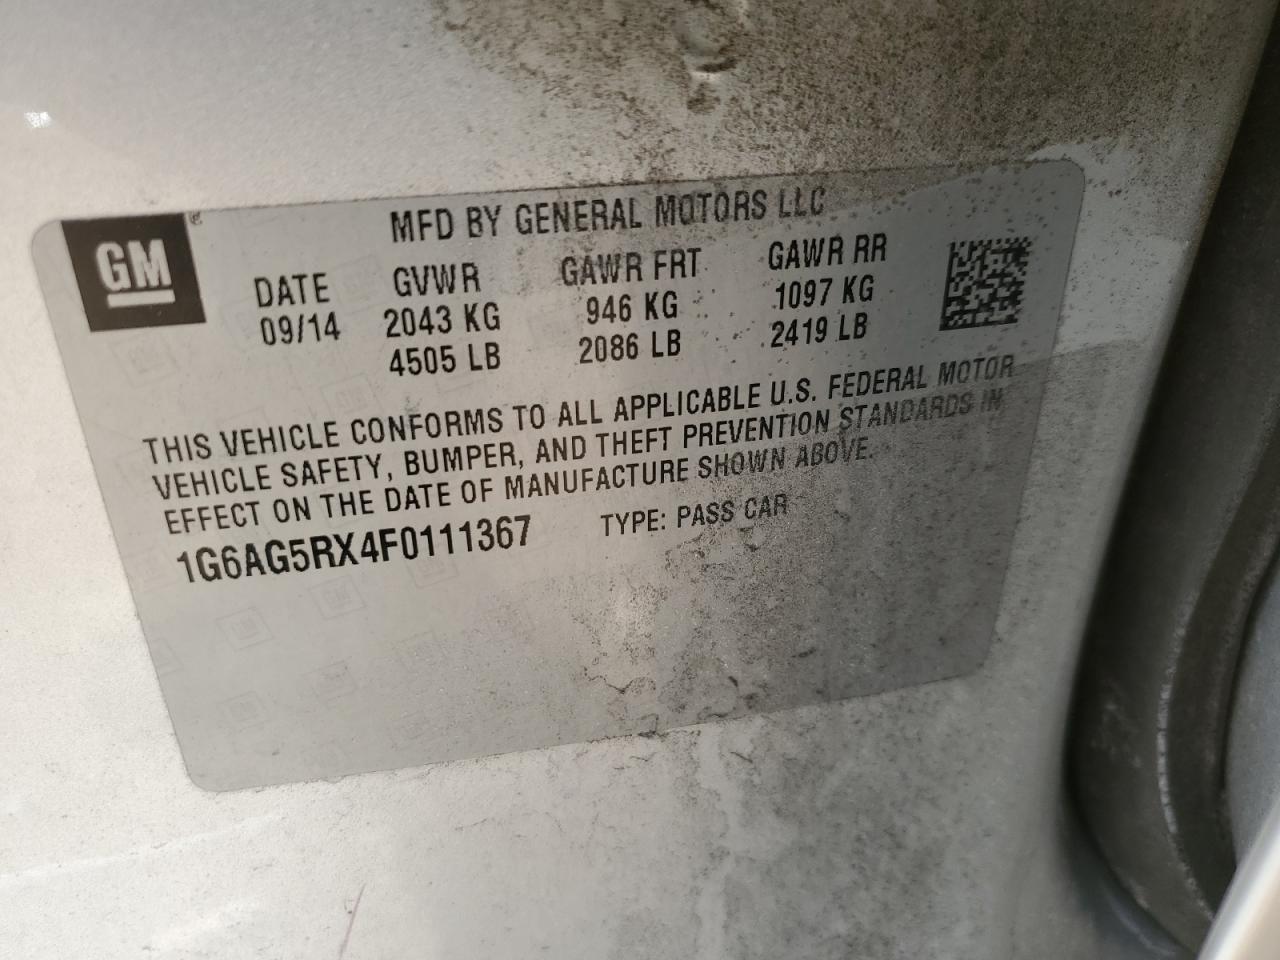 GM
MFD BY GENERAL MOTORS LLC
DATE GVWR GAWR FRT GAWR RR
09/14 2043 KG 946 KG 1097 KG
4505 LB 2086 LB 2419 LB
THIS VEHICLE CONFORMS TO ALL APPLICABLE U.S. FEDERAL MOTOR
VEHICLE SAFETY, BUMPER, AND THEFT PREVENTION STANDARDS IN
EFFECT ON THE DATE OF MANUFACTURE SHOWN ABOVE.
1G6AG5RX4F0111367 TYPE: PASS CAR